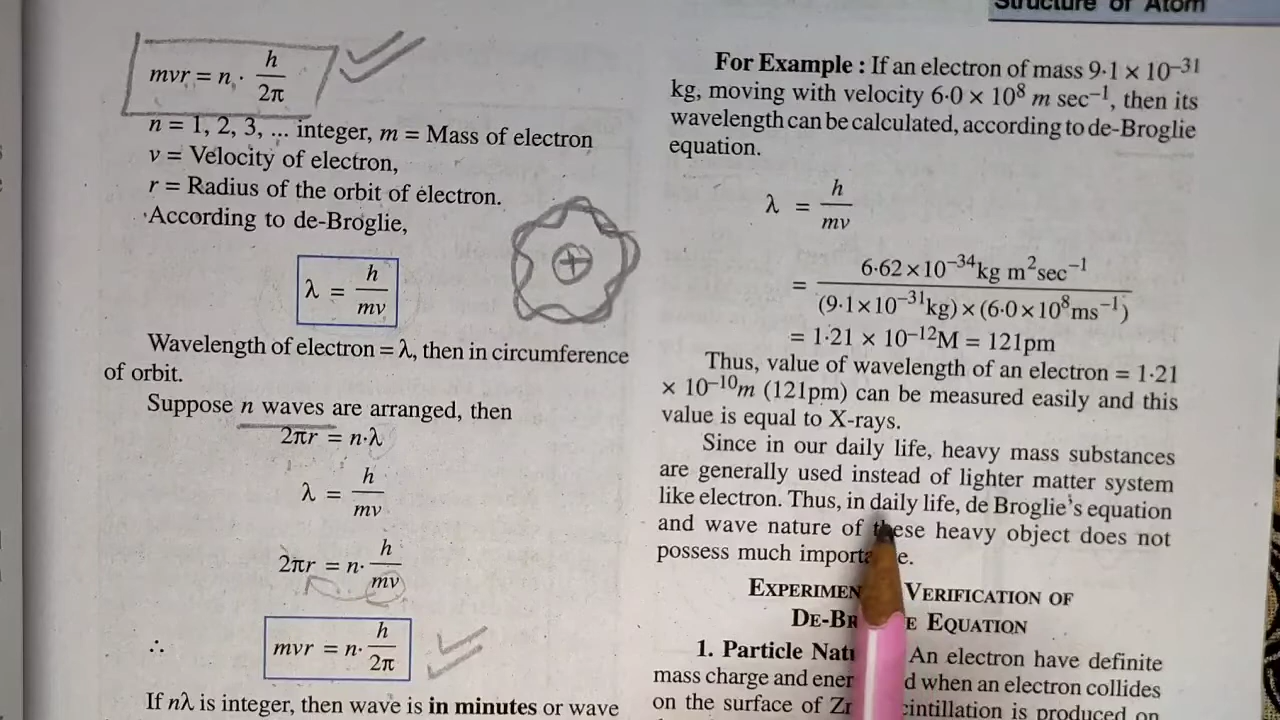 Structure of Atom
mvr = n · h/2π
n = 1, 2, 3, ... integer, m = Mass of electron
v = Velocity of electron,
r = Radius of the orbit of electron.
According to de-Broglie,
λ = h/mv
Wavelength of electron = λ, then in circumference
of orbit.
Suppose n waves are arranged, then
2πr = n·λ
λ = h/mv
2πr = n· h/mv
∴ mvr = n· h/2π
If nλ is integer, then wave is in minutes or wave
For Example : If an electron of mass 9·1 × 10⁻³¹
kg, moving with velocity 6·0 × 10⁸ m sec⁻¹, then its
wavelength can be calculated, according to de-Broglie
equation.
λ = h/mv
= 6·62×10⁻³⁴kg m²sec⁻¹/(9·1×10⁻³¹kg)×(6·0×10⁸ms⁻¹)
= 1·21 × 10⁻¹²M = 121pm
Thus, value of wavelength of an electron = 1·21
× 10⁻¹⁰m (121pm) can be measured easily and this
value is equal to X-rays.
Since in our daily life, heavy mass substances
are generally used instead of lighter matter system
like electron. Thus, in daily life, de Broglie's equation
and wave nature of these heavy object does not
possess much
EXPERIMEN VERIFICATION OF
DE-BR E EQUATION
1. Particle An electron have definite
mass charge and when an electron collides
on the surface of is produced on